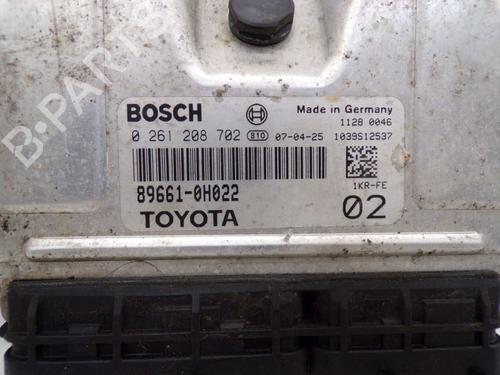 BOSCH Made in Germany
1128 0046
0 261 208 702 810 07-04-25 1039S12537
89661-0H022 1KR-FE
TOYOTA 02
B-PARTS